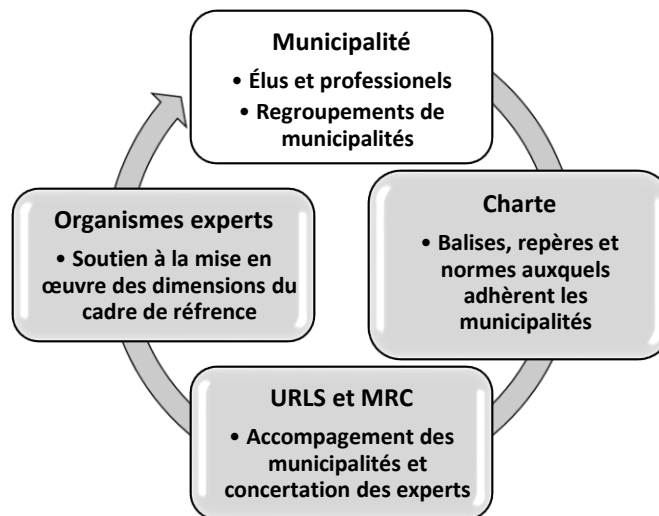 Municipalité
• Élus et professionels
• Regroupements de
municipalités
Charte
• Balises, repères et
normes auxquels
adhèrent les
municipalités
URLS et MRC
• Accompagement des
municipalités et
concertation des experts
Organismes experts
• Soutien à la mise en
œuvre des dimensions du
cadre de réfrence